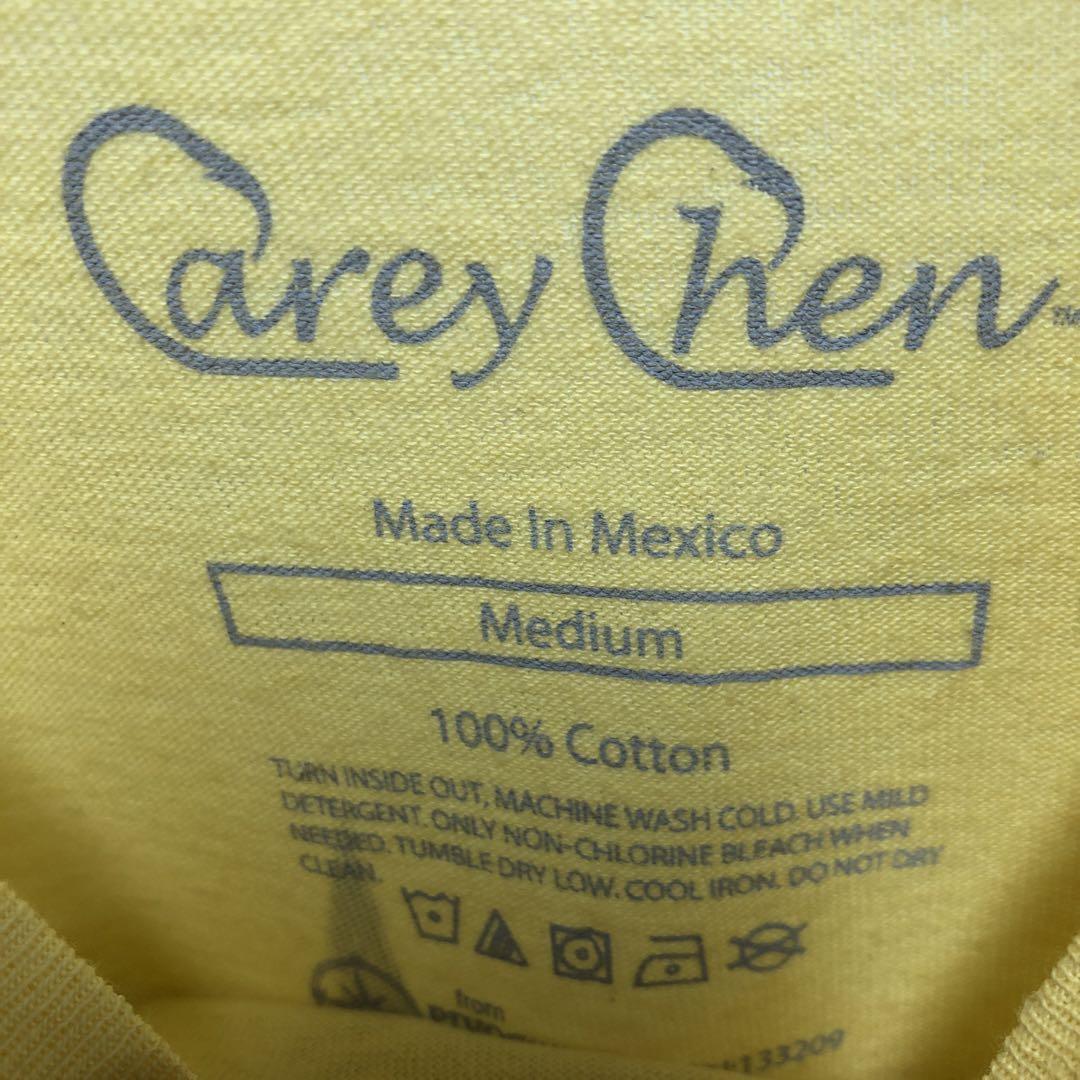 Carey Chen
Made In Mexico
Medium
100% Cotton
TURN INSIDE OUT, MACHINE WASH COLD. USE MILD
DETERGENT. ONLY NON-CHLORINE BLEACH WHEN
NEEDED. TUMBLE DRY LOW. COOL IRON. DO NOT DRY
CLEAN.
from
133209